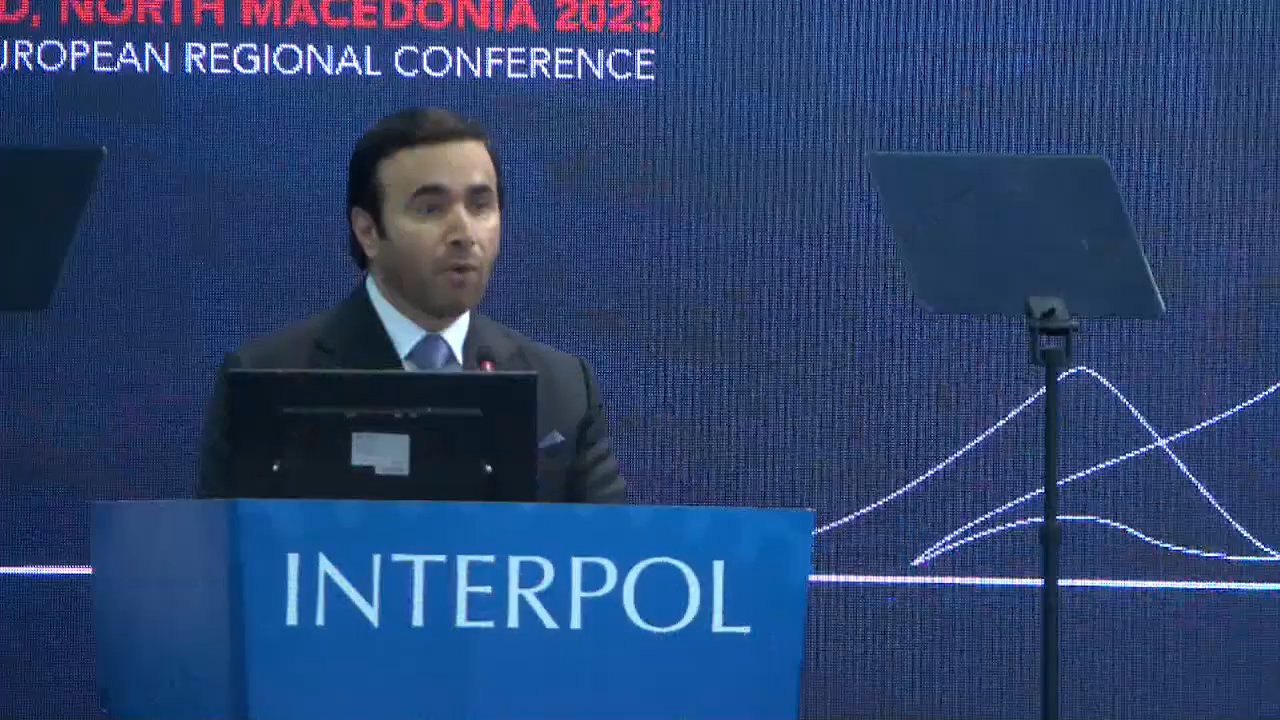 D, NORTH MACEDONIA 2023
UROPEAN REGIONAL CONFERENCE
INTERPOL